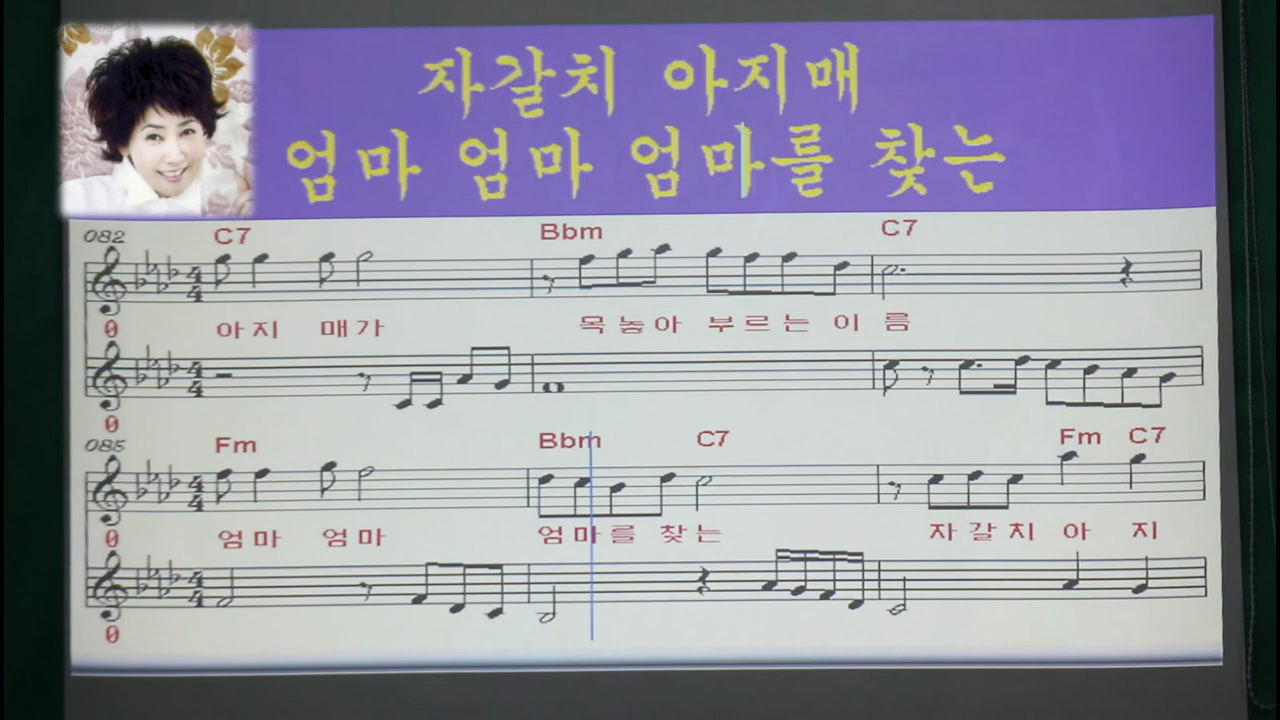 자갈치 아지매
엄마 엄마 엄마를 찾는
082 C7 Bbm C7
0 아지 매가 목놓아 부르는 이 름
0
085 Fm Bbm C7 Fm C7
0 엄마 엄마 엄마를 찾는 자갈치 아 지
0